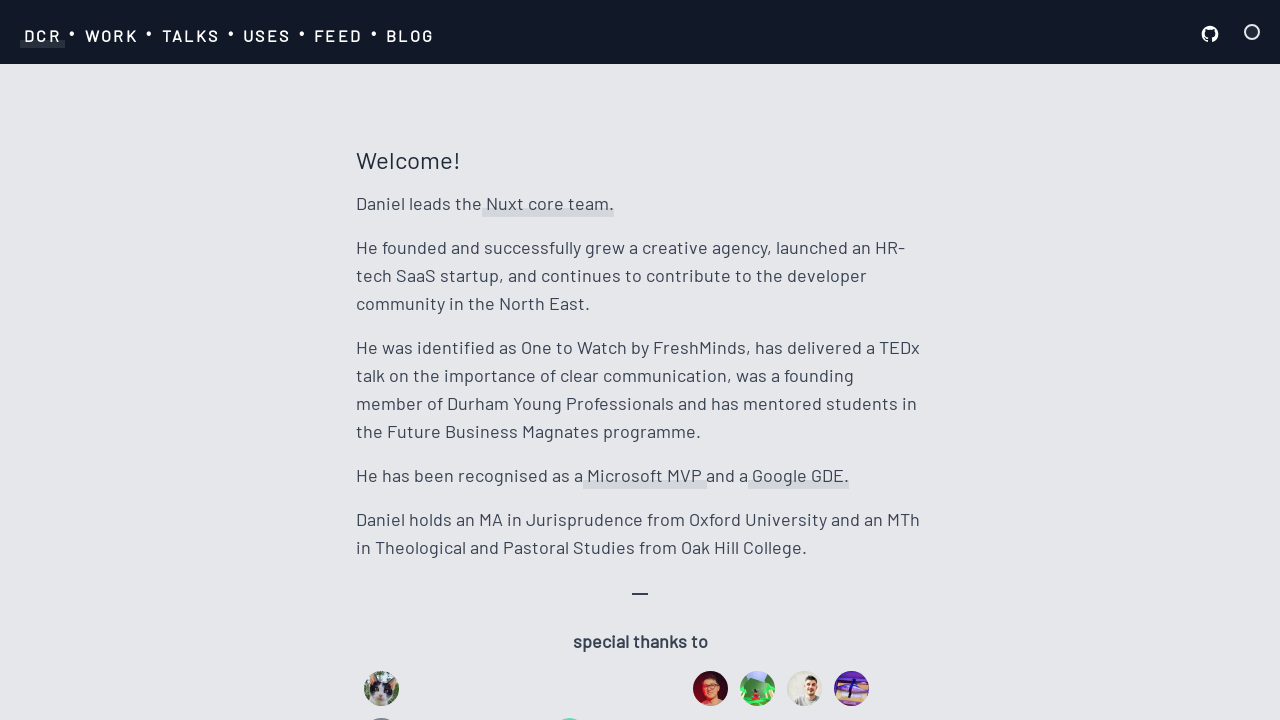 DCR • WORK • TALKS • USES • FEED • BLOG
Welcome!
Daniel leads the Nuxt core team.
He founded and successfully grew a creative agency, launched an HR-
tech SaaS startup, and continues to contribute to the developer
community in the North East.
He was identified as One to Watch by FreshMinds, has delivered a TEDx
talk on the importance of clear communication, was a founding
member of Durham Young Professionals and has mentored students in
the Future Business Magnates programme.
He has been recognised as a Microsoft MVP and a Google GDE.
Daniel holds an MA in Jurisprudence from Oxford University and an MTh
in Theological and Pastoral Studies from Oak Hill College.
special thanks to